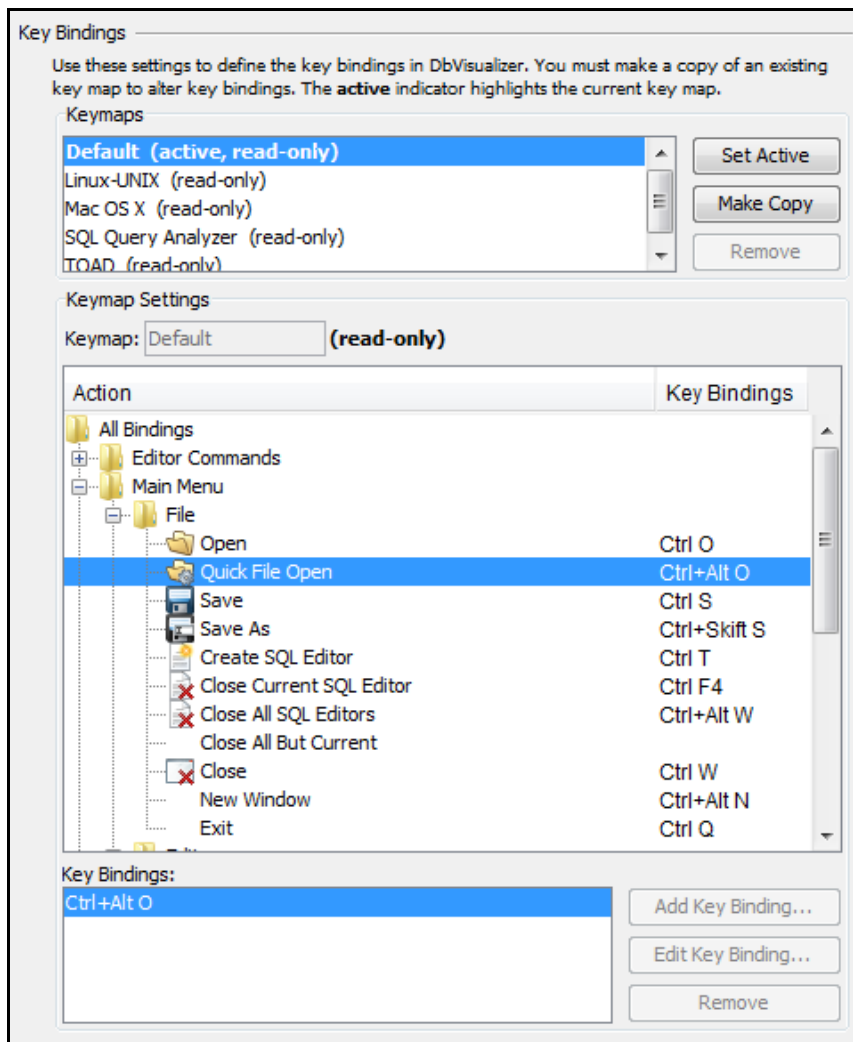 Key Bindings
Use these settings to define the key bindings in DbVisualizer. You must make a copy of an existing
key map to alter key bindings. The active indicator highlights the current key map.
Keymaps
Default (active, read-only)
Linux-UNIX (read-only)
Mac OS X (read-only)
SQL Query Analyzer (read-only)
TOAD (read-only)
Set Active
Make Copy
Remove
Keymap Settings
Keymap: Default (read-only)
Action Key Bindings
All Bindings
Editor Commands
Main Menu
File
Open Ctrl O
Quick File Open Ctrl+Alt O
Save Ctrl S
Save As Ctrl+Skift S
Create SQL Editor Ctrl T
Close Current SQL Editor Ctrl F4
Close All SQL Editors Ctrl+Alt W
Close All But Current
Close Ctrl W
New Window Ctrl+Alt N
Exit Ctrl Q
Key Bindings:
Ctrl+Alt O
Add Key Binding...
Edit Key Binding...
Remove